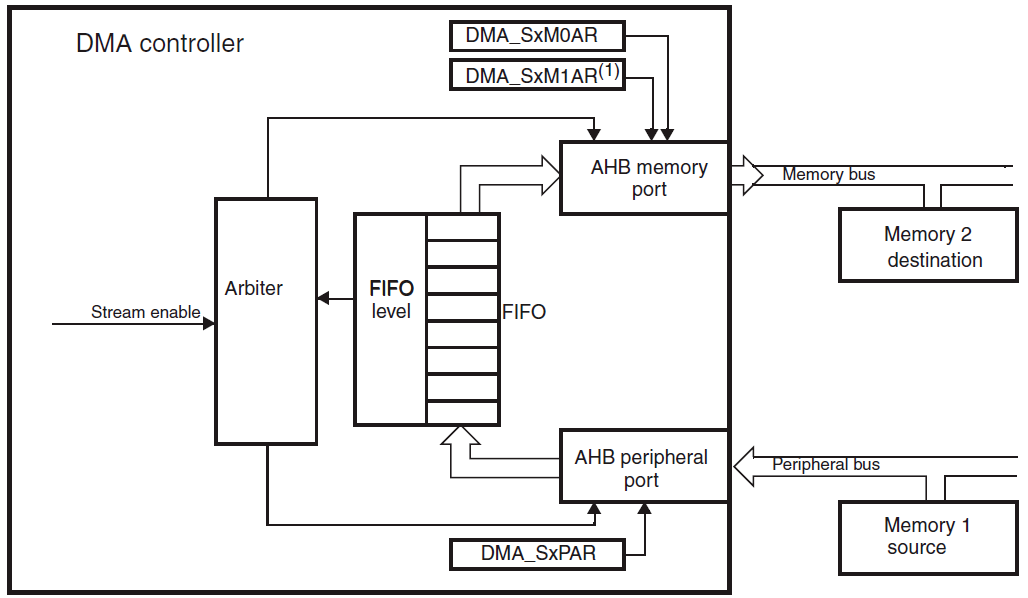 DMA controller
DMA_SxM0AR
DMA_SxM1AR(1)
AHB memory
port
Memory bus
Memory 2
destination
Arbiter
FIFO
level
FIFO
Stream enable
AHB peripheral
port
Peripheral bus
Memory 1
source
DMA_SxPAR